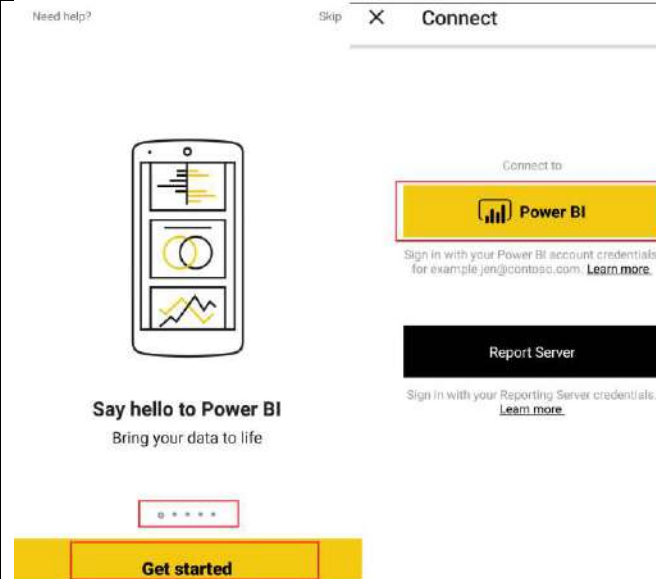 Need help?
Skip
Say hello to Power BI
Bring your data to life
Get started
Connect
Connect to
Power BI
Sign in with your Power BI account credentials
for example jen@contoso.com. Learn more
Report Server
Sign in with your Reporting Server credentials.
Learn more